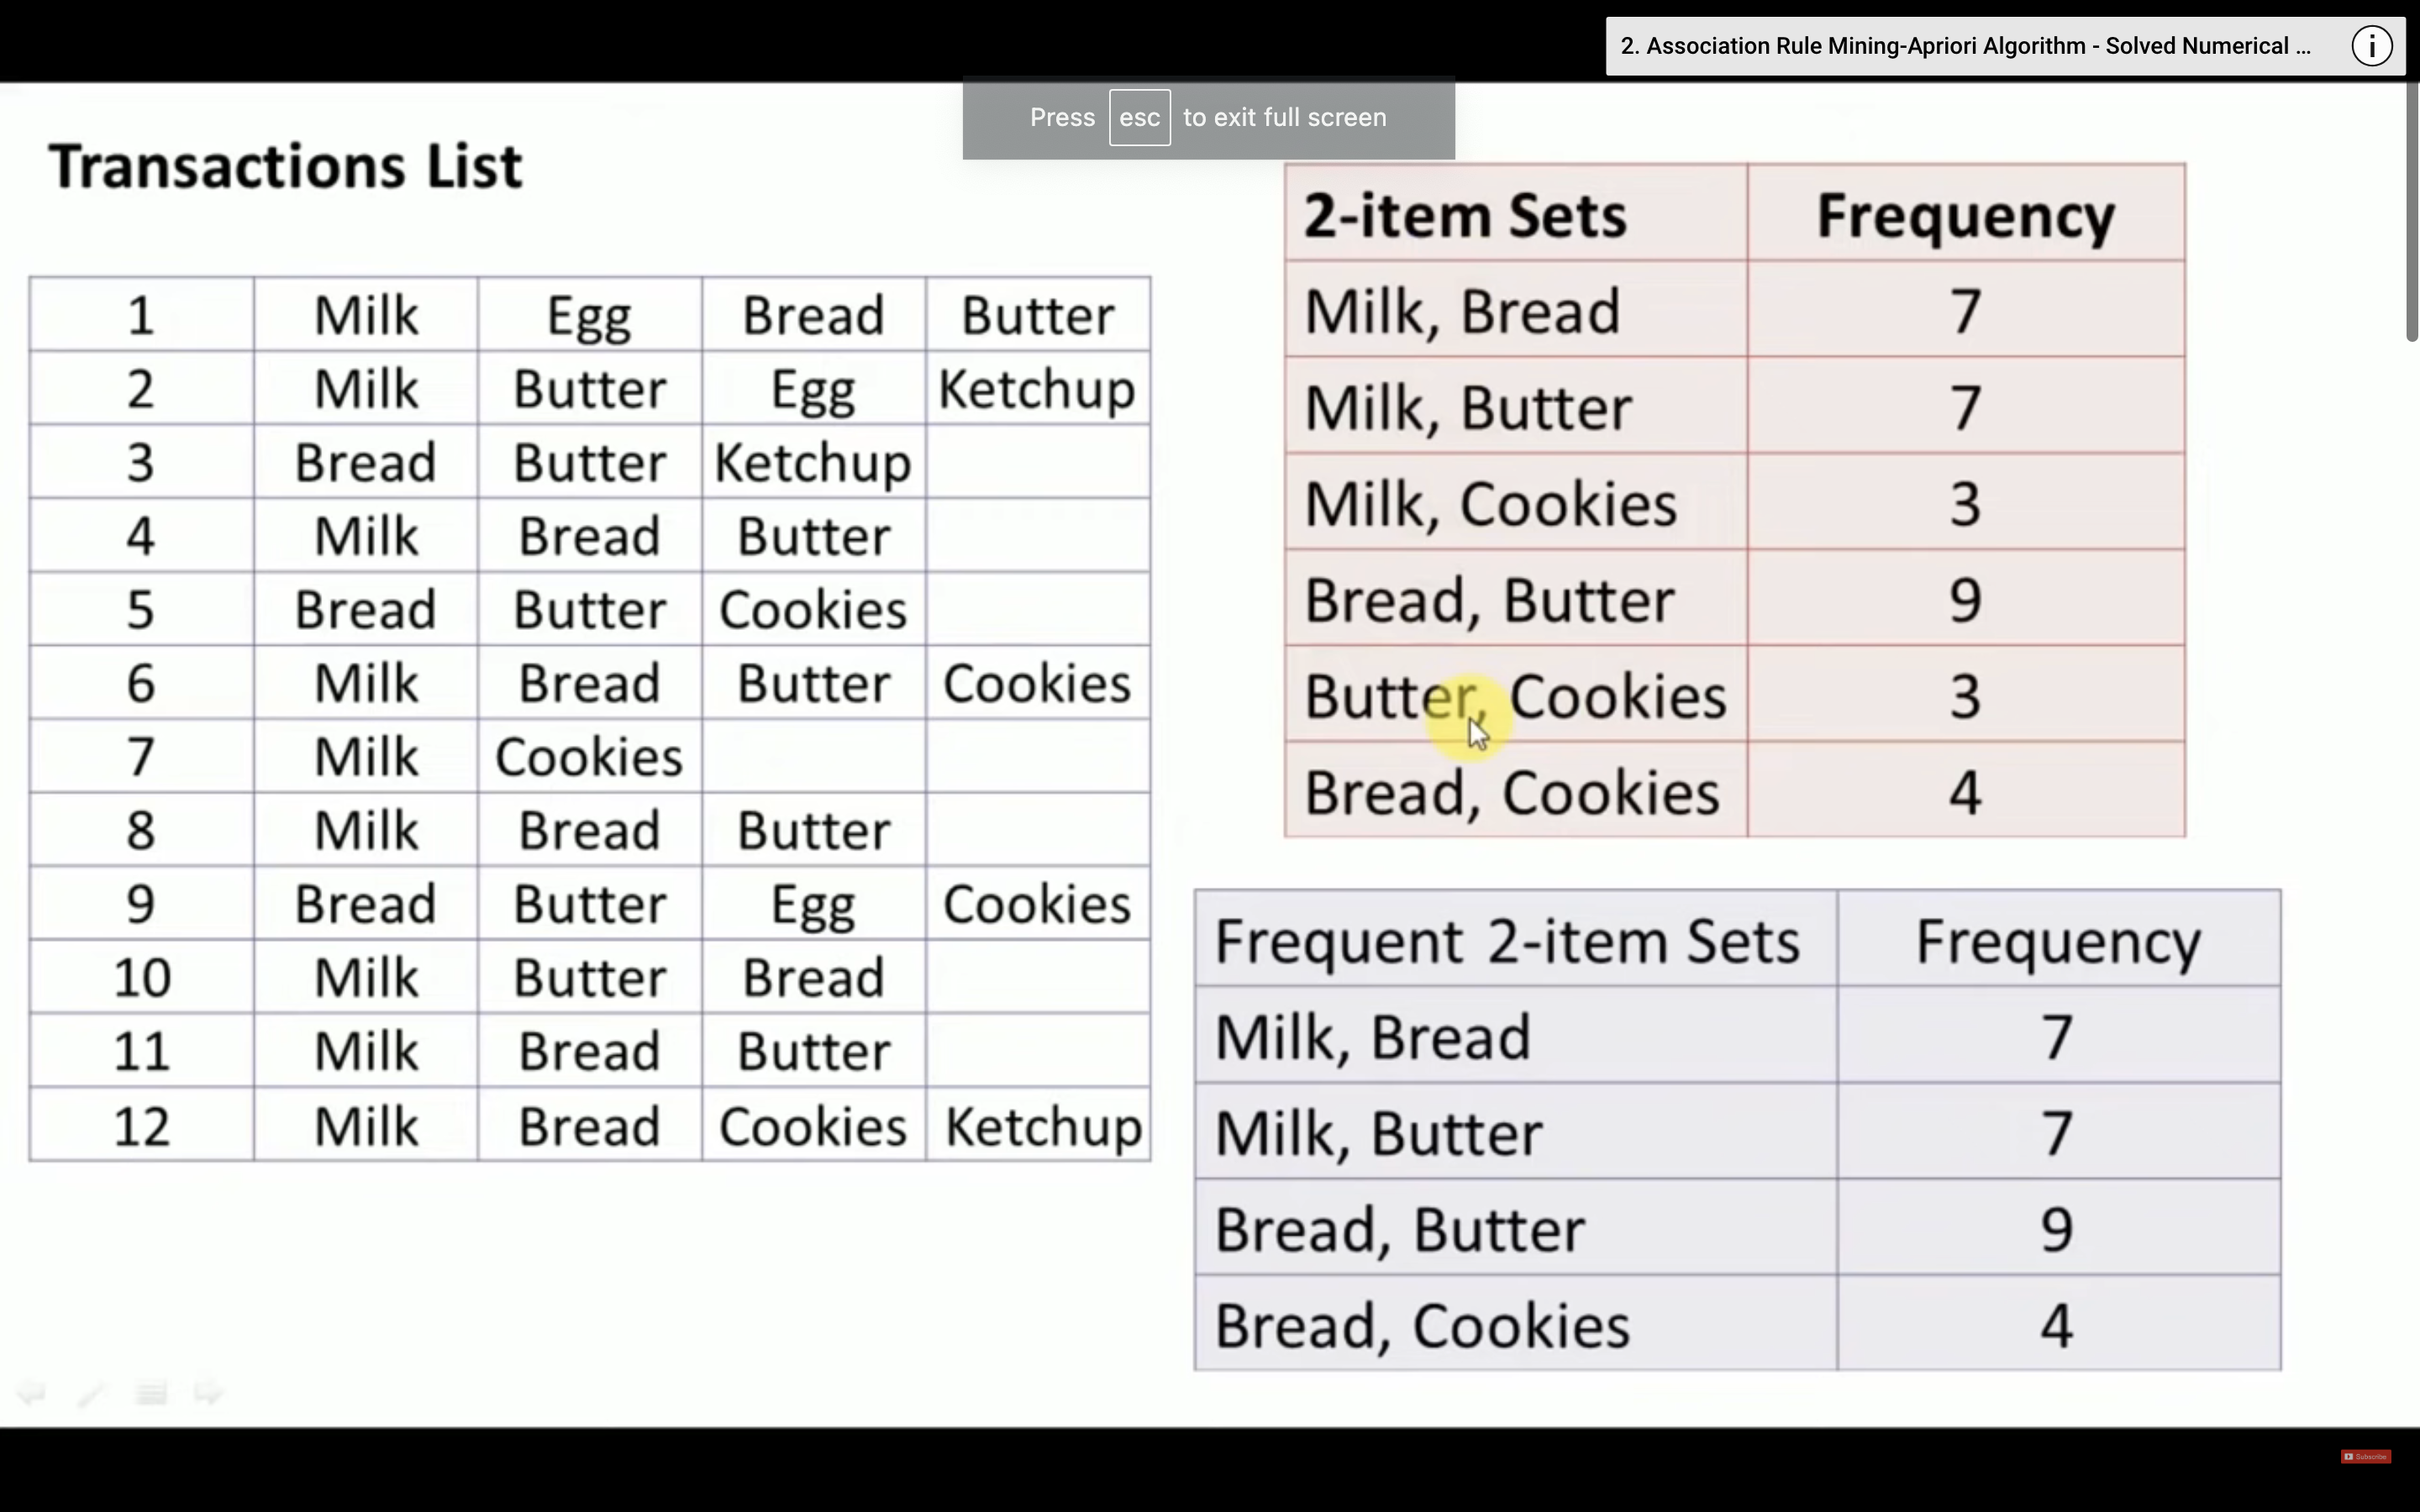 2. Association Rule Mining-Apriori Algorithm - Solved Numerical ...
Press esc to exit full screen
Transactions List
1 Milk Egg Bread Butter
2 Milk Butter Egg Ketchup
3 Bread Butter Ketchup
4 Milk Bread Butter
5 Bread Butter Cookies
6 Milk Bread Butter Cookies
7 Milk Cookies
8 Milk Bread Butter
9 Bread Butter Egg Cookies
10 Milk Butter Bread
11 Milk Bread Butter
12 Milk Bread Cookies Ketchup
2-item Sets Frequency
Milk, Bread 7
Milk, Butter 7
Milk, Cookies 3
Bread, Butter 9
Butter, Cookies 3
Bread, Cookies 4
Frequent 2-item Sets Frequency
Milk, Bread 7
Milk, Butter 7
Bread, Butter 9
Bread, Cookies 4
Subscribe